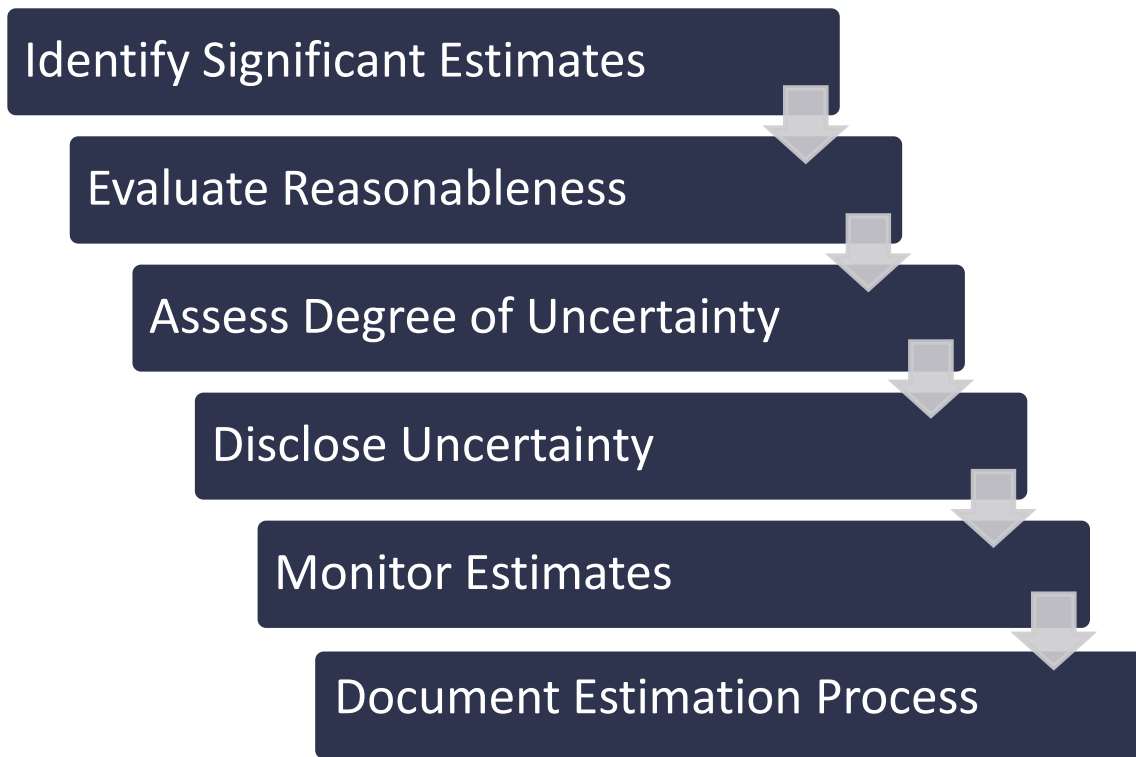 Identify Significant Estimates
Evaluate Reasonableness
Assess Degree of Uncertainty
Disclose Uncertainty
Monitor Estimates
Document Estimation Process